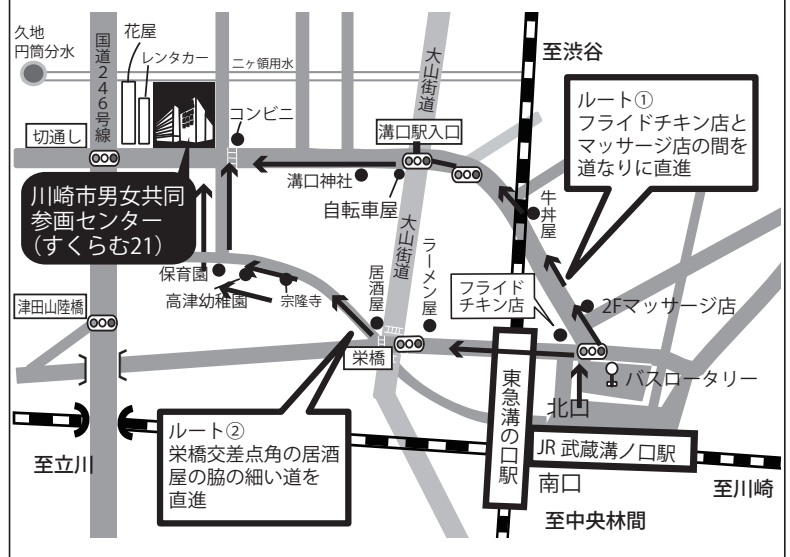 久地
円筒分水
国道246号線
花屋
レンタカー
二ヶ領用水
コンビニ
大山街道
至渋谷
ルート①
フライドチキン店と
マッサージ店の間を
道なりに直進
切通し
溝口駅入口
川崎市男女共同
参画センター
(すくらむ21)
溝口神社
自転車屋
牛丼屋
大山街道
保育園
高津幼稚園
宗隆寺
居酒屋
ラーメン屋
フライド
チキン店
2Fマッサージ店
津田山陸橋
栄橋
バスロータリー
北口
東急溝の口駅
ルート②
栄橋交差点角の居酒
屋の脇の細い道を
直進
JR 武蔵溝ノ口駅
至立川
南口
至川崎
至中央林間